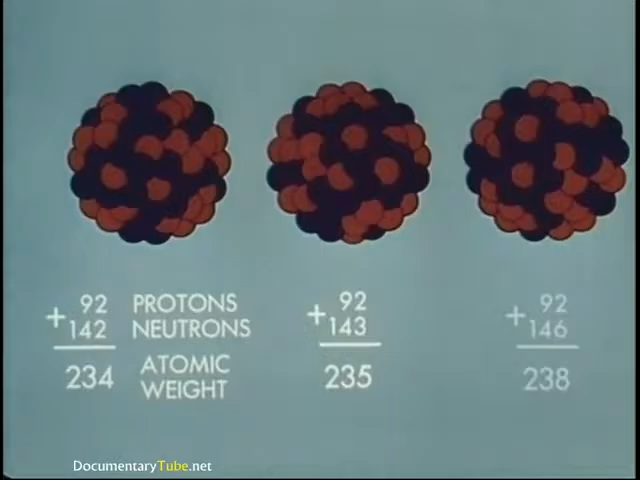 92 PROTONS
+142 NEUTRONS
234 ATOMIC WEIGHT
92
+143
235
92
+146
238
DocumentaryTube.net